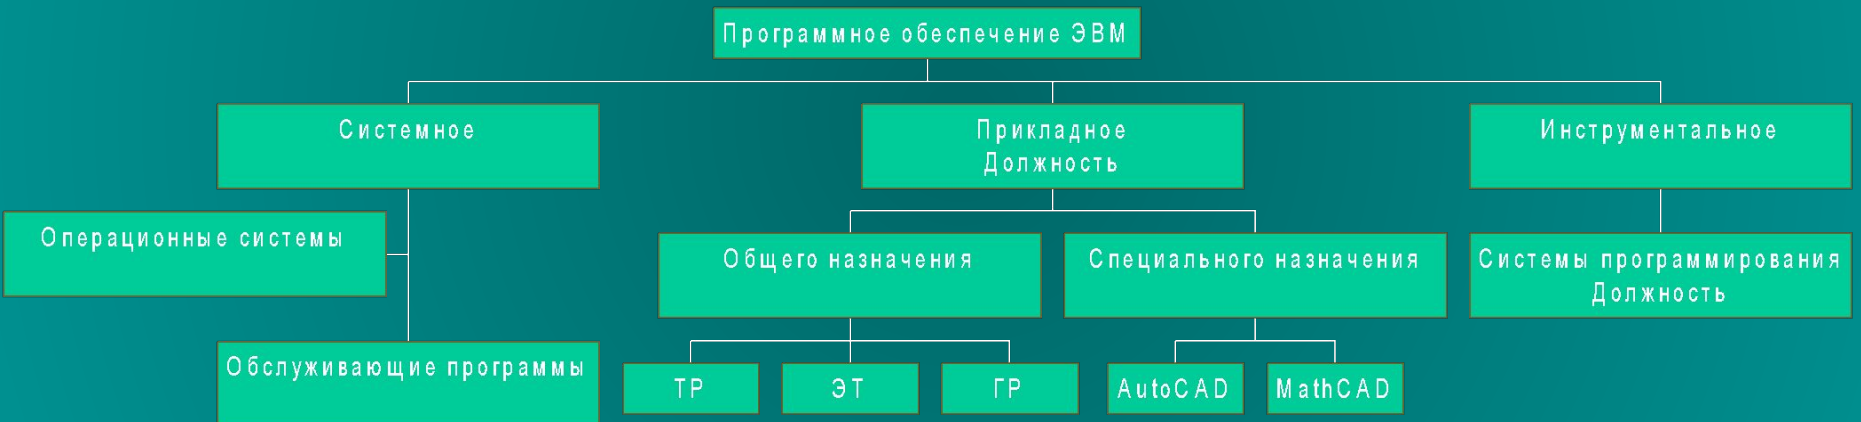 Программное обеспечение ЭВМ
Системное
Прикладное
Должность
Инструментальное
Операционные системы
Общего назначения
Специального назначения
Системы программирования
Должность
Обслуживающие программы
ТР
ЭТ
ГР
AutoCAD
MathCAD